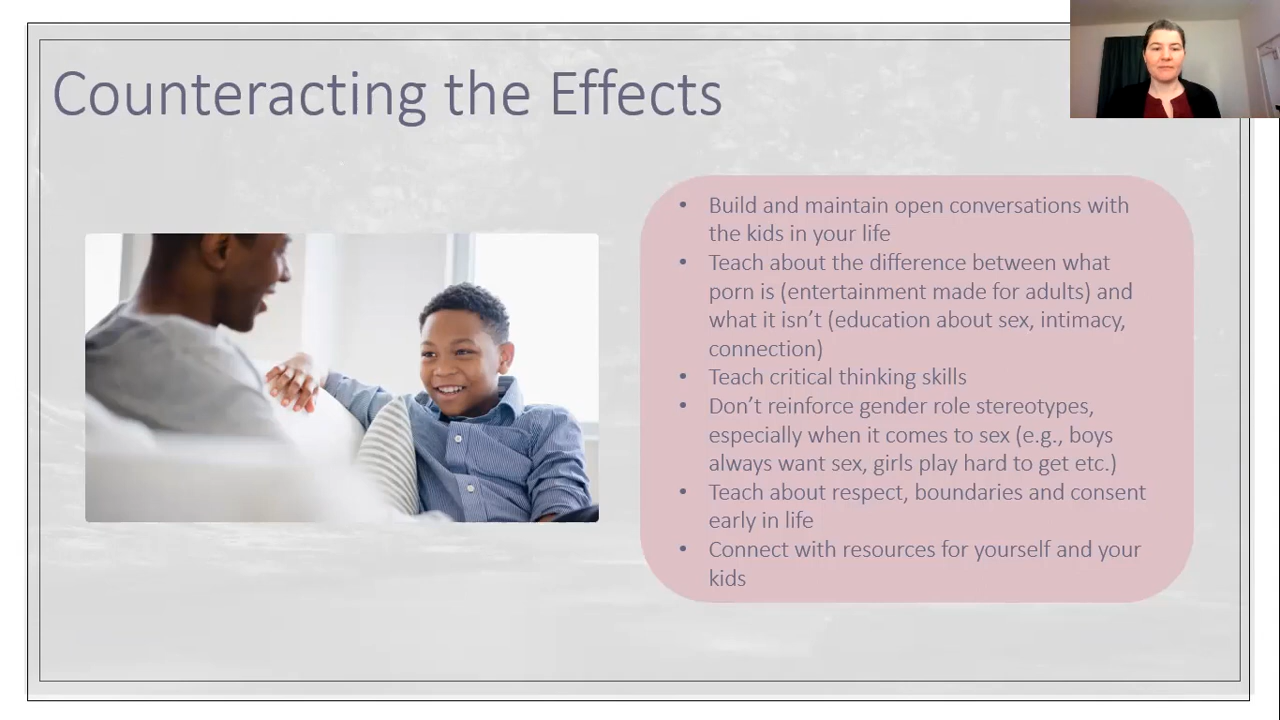 Counteracting the Effects
• Build and maintain open conversations with
the kids in your life
• Teach about the difference between what
porn is (entertainment made for adults) and
what it isn’t (education about sex, intimacy,
connection)
• Teach critical thinking skills
• Don’t reinforce gender role stereotypes,
especially when it comes to sex (e.g., boys
always want sex, girls play hard to get etc.)
• Teach about respect, boundaries and consent
early in life
• Connect with resources for yourself and your
kids